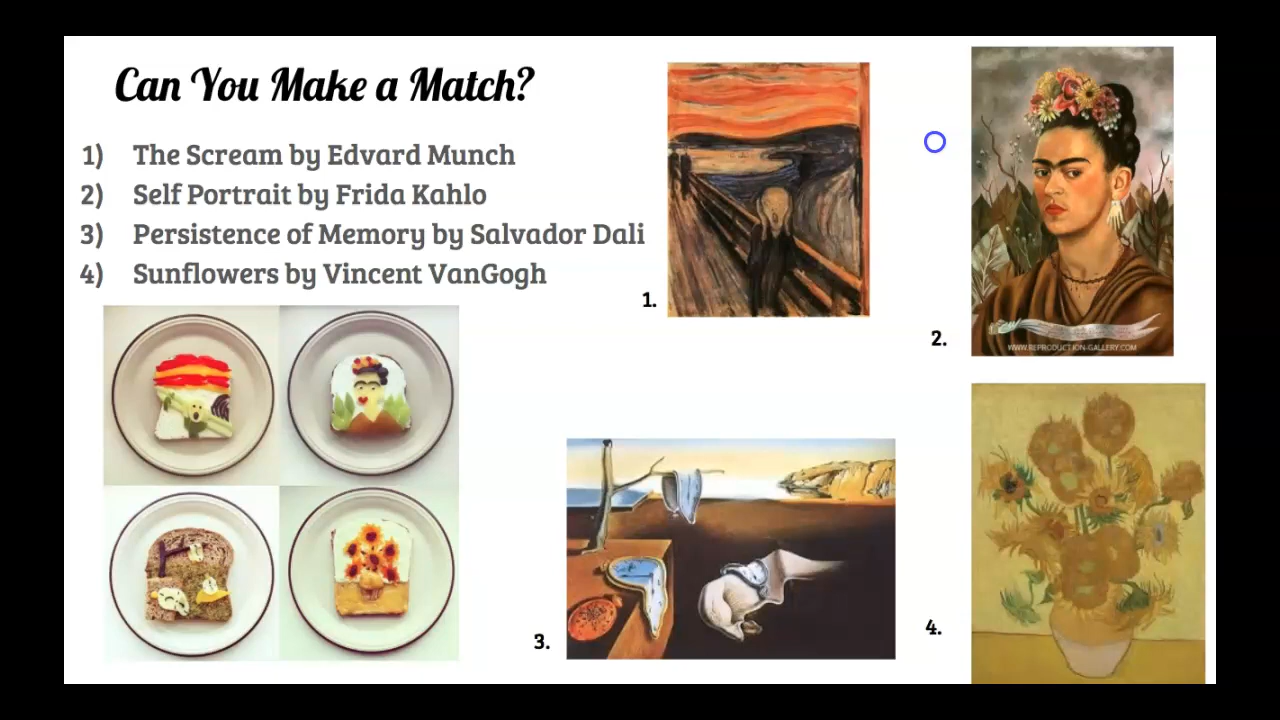 Can You Make a Match?
1) The Scream by Edvard Munch
2) Self Portrait by Frida Kahlo
3) Persistence of Memory by Salvador Dali
4) Sunflowers by Vincent VanGogh
1.
2.
WWW.REPRODUCTION-GALLERY.COM
3.
4.